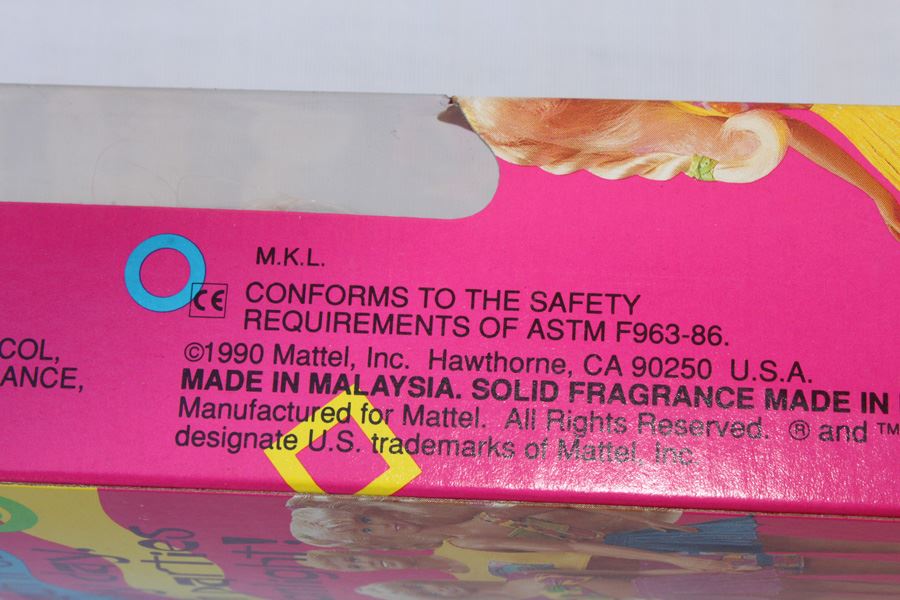 M.K.L.
CE CONFORMS TO THE SAFETY
REQUIREMENTS OF ASTM F963-86.
COL,
©1990 Mattel, Inc. Hawthorne, CA 90250 U.S.A.
ANCE,
MADE IN MALAYSIA. SOLID FRAGRANCE MADE IN
Manufactured for Mattel. All Rights Reserved. ® and ™
designate U.S. trademarks of Mattel, Inc